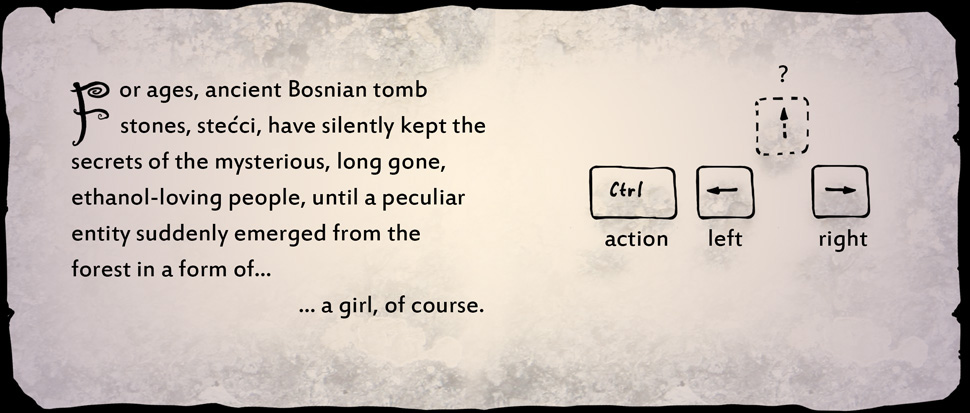 For ages, ancient Bosnian tomb
stones, stećci, have silently kept the
secrets of the mysterious, long gone,
ethanol-loving people, until a peculiar
entity suddenly emerged from the
forest in a form of...
... a girl, of course.
?
Ctrl
action left right